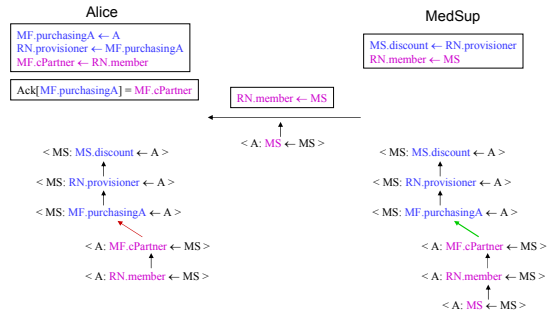 Alice
MedSup
MF.purchasingA ← A
RN.provisioner ← MF.purchasingA
MF.cPartner ← RN.member
MS.discount ← RN.provisioner
RN.member ← MS
Ack[MF.purchasingA] = MF.cPartner
RN.member ← MS
< A: MS ← MS >
< MS: MS.discount ← A >
< MS: RN.provisioner ← A >
< MS: MF.purchasingA ← A >
< A: MF.cPartner ← MS >
< A: RN.member ← MS >
< MS: MS.discount ← A >
< MS: RN.provisioner ← A >
< MS: MF.purchasingA ← A >
< A: MF.cPartner ← MS >
< A: RN.member ← MS >
< A: MS ← MS >